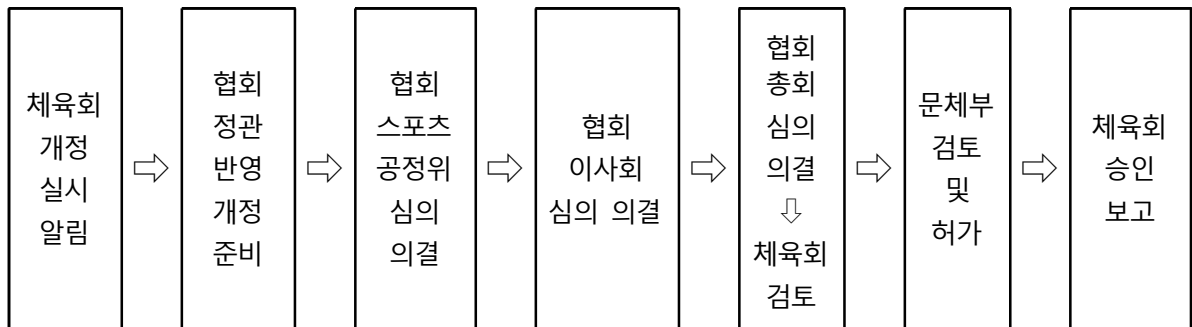 체육회
개정
실시
알림
⇨
협회
정관
반영
개정
준비
⇨
협회
스포츠
공정위
심의
의결
⇨
협회
이사회
심의 의결
⇨
협회
총회
심의
의결
⇩
체육회
검토
⇨
문체부
검토
및
허가
⇨
체육회
승인
보고